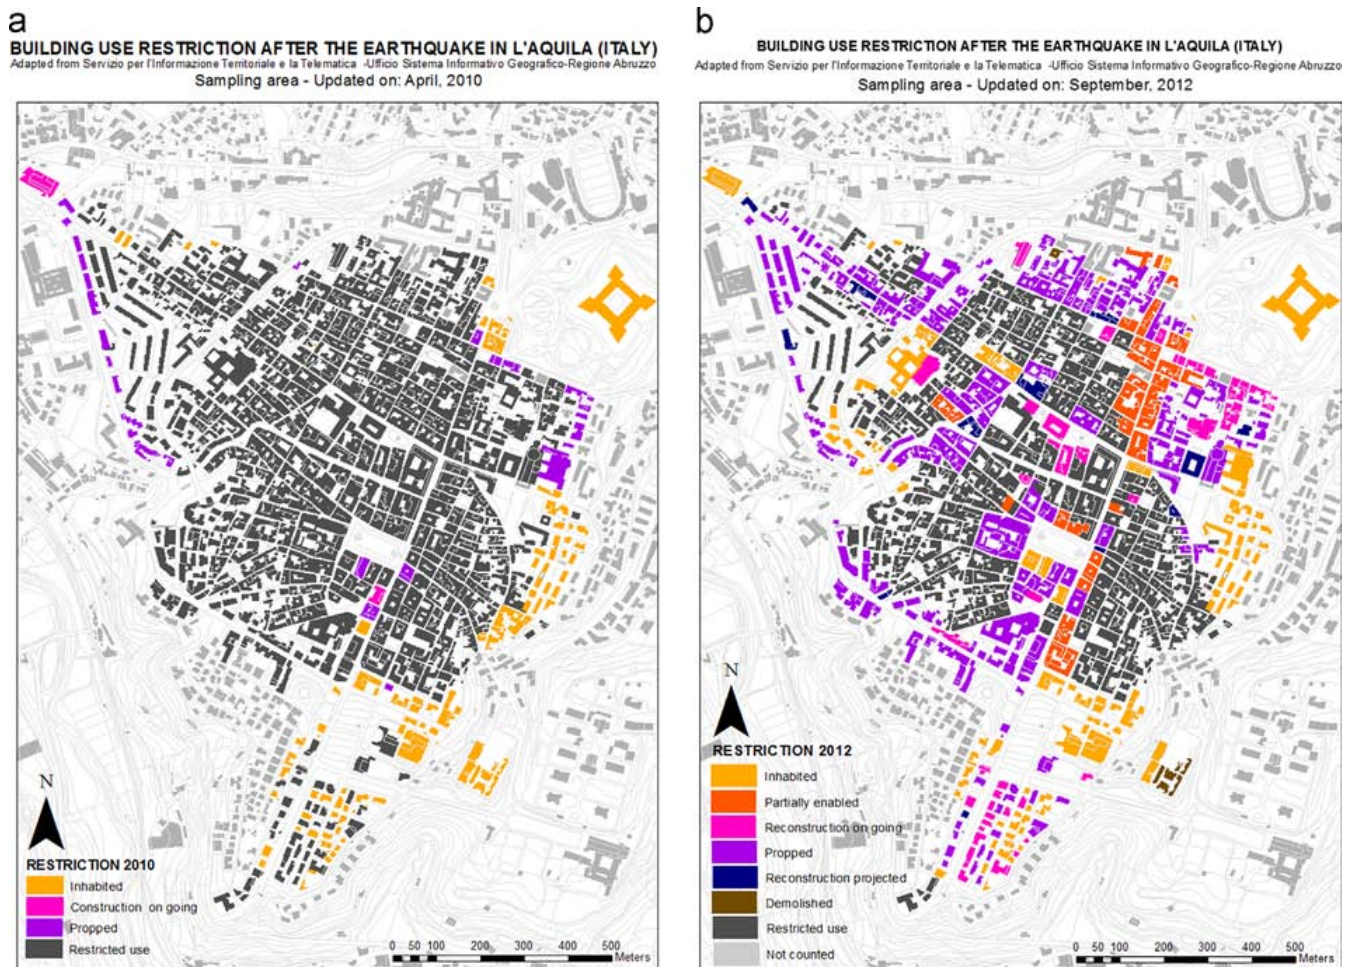 a
BUILDING USE RESTRICTION AFTER THE EARTHQUAKE IN L'AQUILA (ITALY)
Adapted from Servizio per l'Informazione Territoriale e la Telematica -Ufficio Sistema Informativo Geografico-Regione Abruzzo
Sampling area - Updated on: April, 2010
N
RESTRICTION 2010
Inhabited
Construction on going
Propped
Restricted use
0 50 100 200 300 400 500
Meters
b
BUILDING USE RESTRICTION AFTER THE EARTHQUAKE IN L'AQUILA (ITALY)
Adapted from Servizio per l'Informazione Territoriale e la Telematica -Ufficio Sistema Informativo Geografico-Regione Abruzzo
Sampling area - Updated on: September, 2012
N
RESTRICTION 2012
Inhabited
Partially enabled
Reconstruction on going
Propped
Reconstruction projected
Demolished
Restricted use
Not counted
0 50 100 200 300 400 500
Meters